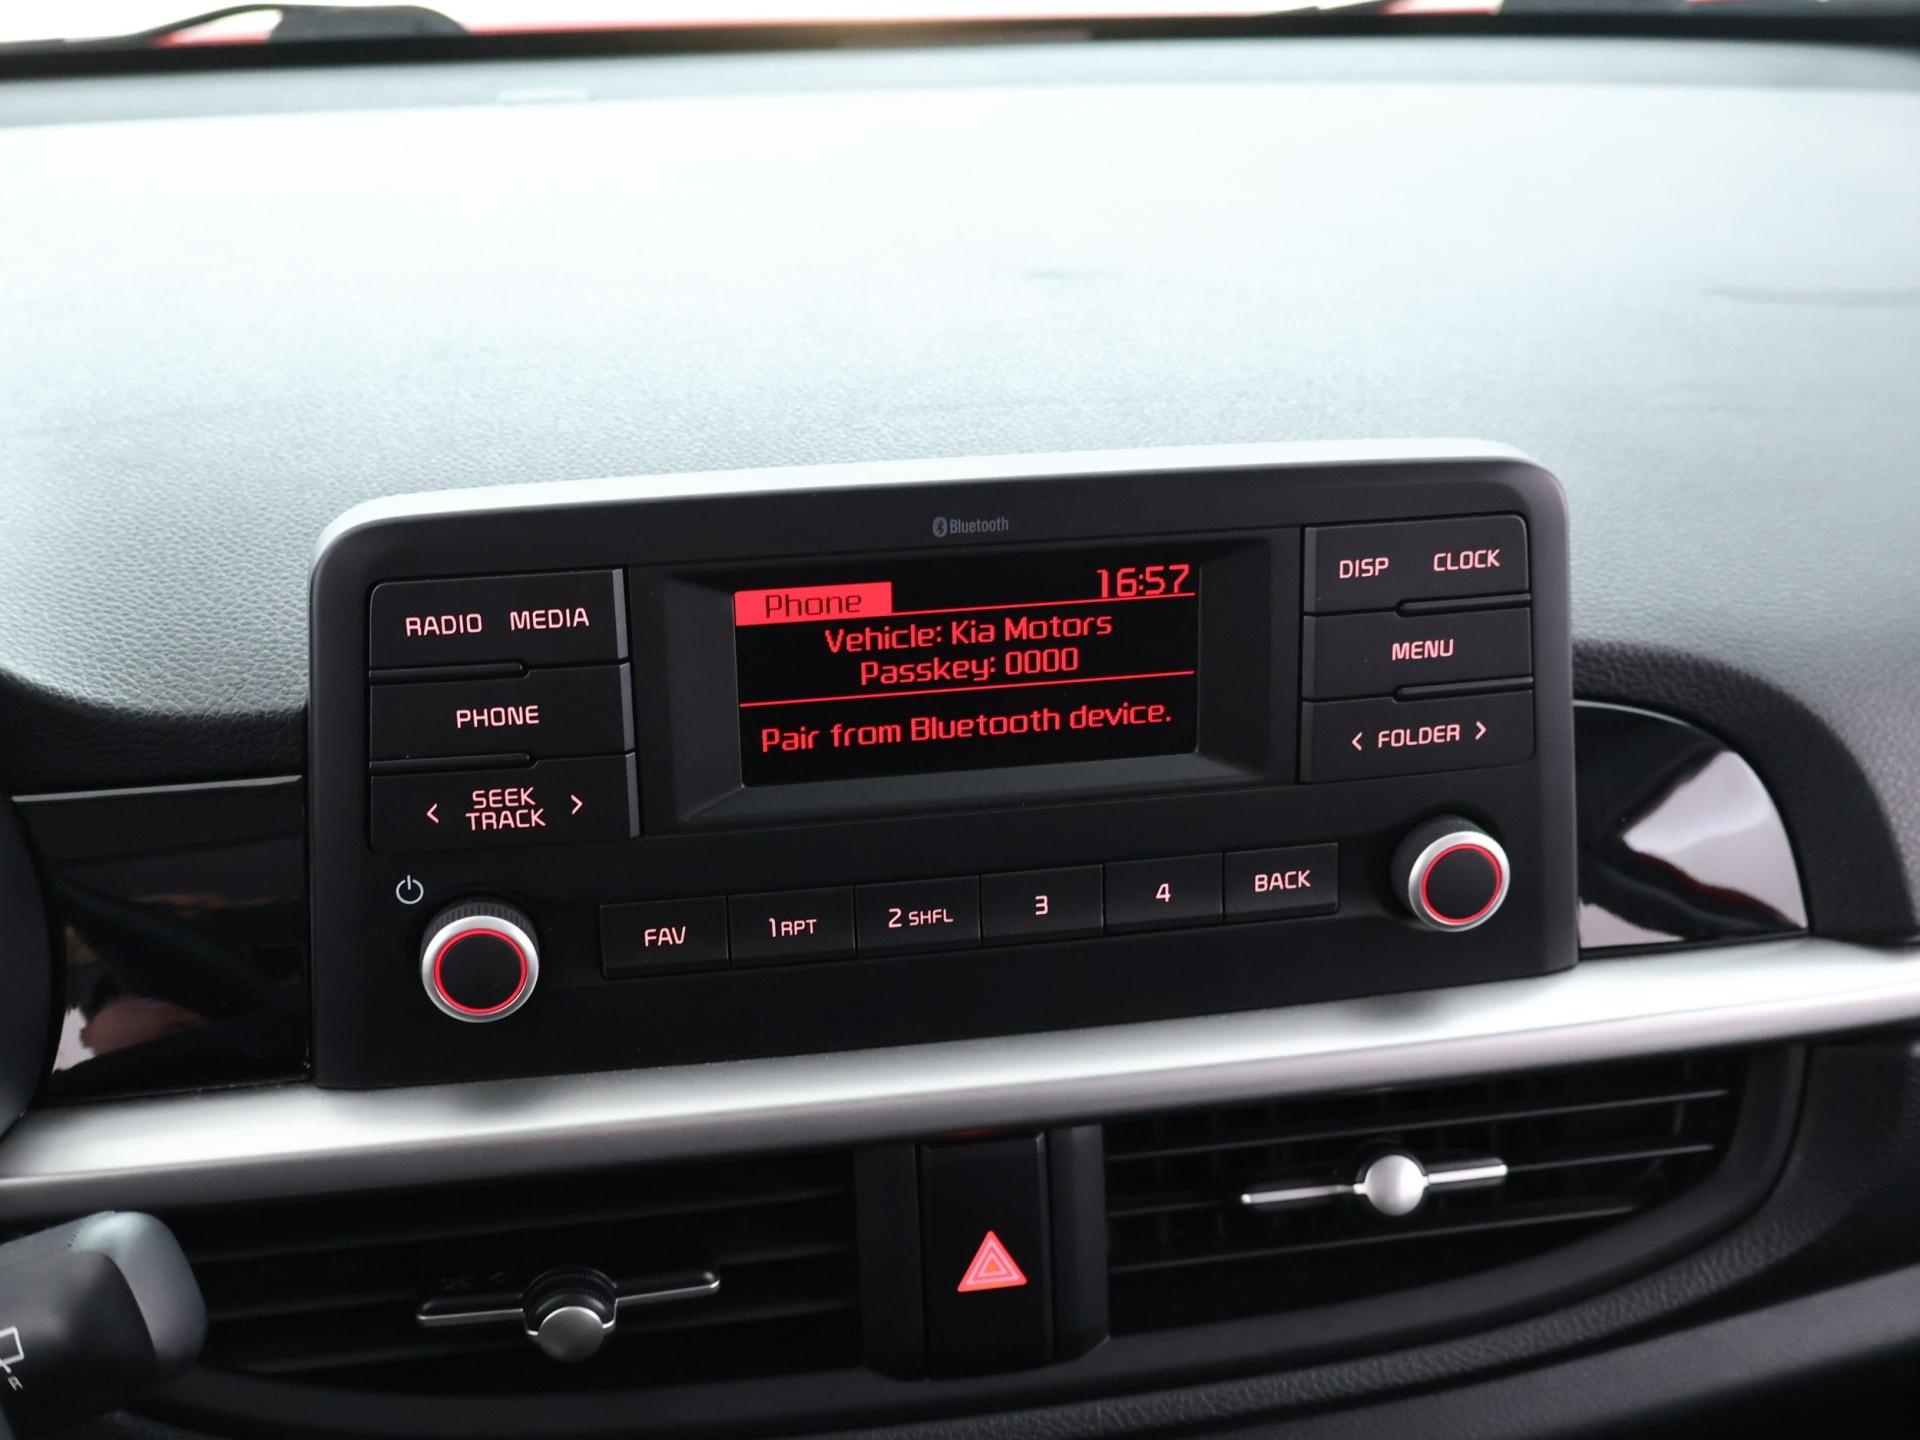 Bluetooth
RADIO MEDIA
PHONE
< SEEK TRACK >
Phone 16:57
Vehicle: Kia Motors
Passkey: 0000
Pair from Bluetooth device.
DISP CLOCK
MENU
< FOLDER >
FAV 1 RPT 2 SHFL 3 4 BACK